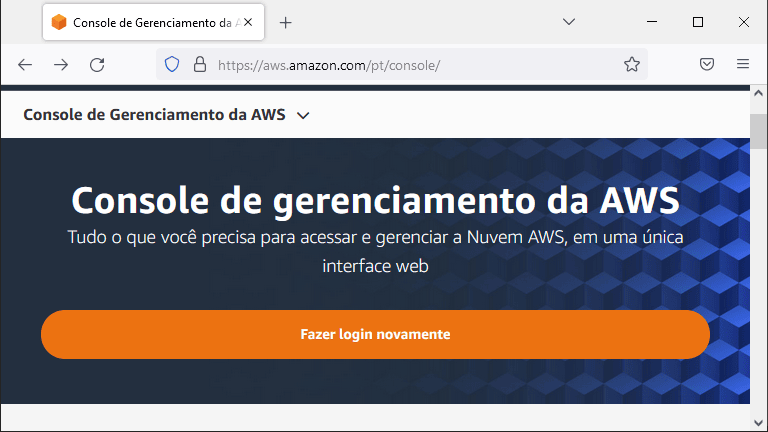 Console de Gerenciamento da A
https://aws.amazon.com/pt/console/
Console de Gerenciamento da AWS
Console de gerenciamento da AWS
Tudo o que você precisa para acessar e gerenciar a Nuvem AWS, em uma única
interface web
Fazer login novamente